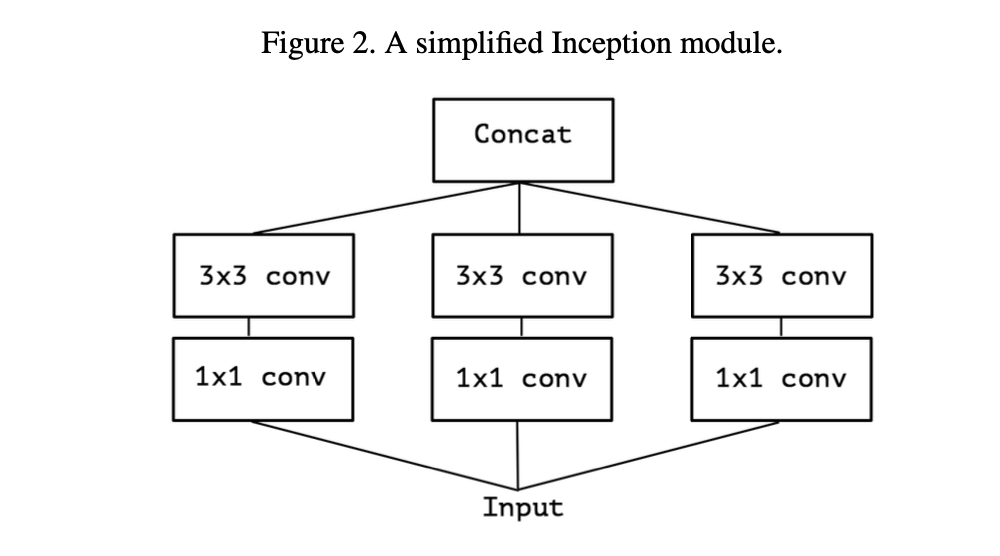 Figure 2. A simplified Inception module.
Concat
3x3 conv 3x3 conv 3x3 conv
1x1 conv 1x1 conv 1x1 conv
Input